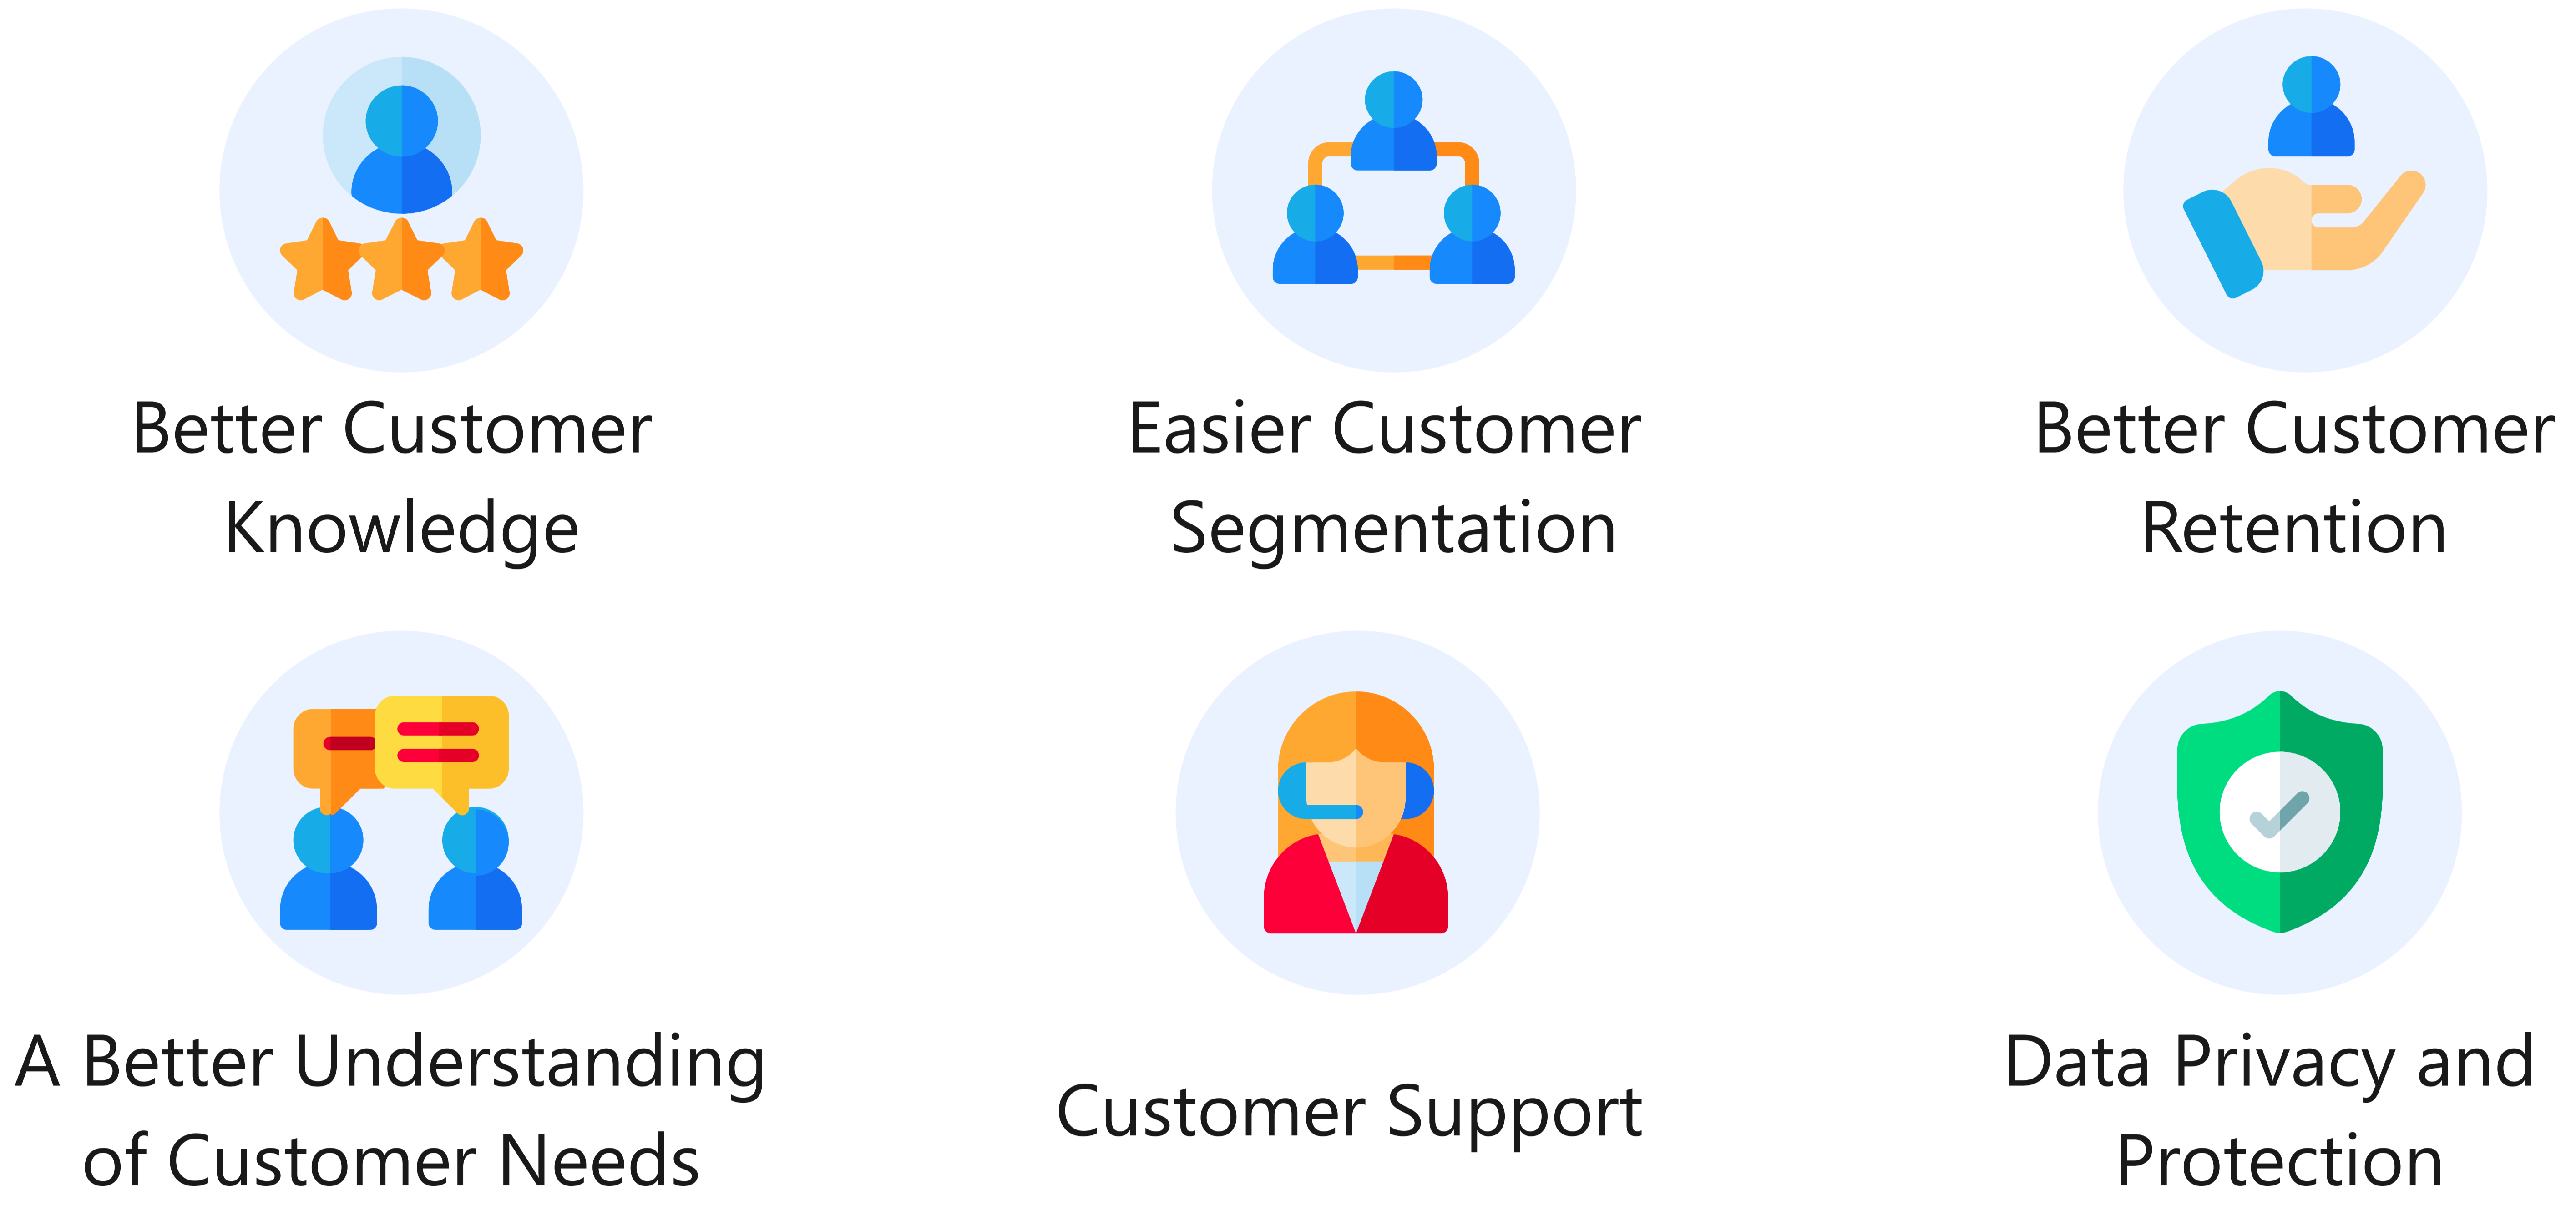 Better Customer
Knowledge
Easier Customer
Segmentation
Better Customer
Retention
A Better Understanding
of Customer Needs
Customer Support
Data Privacy and
Protection